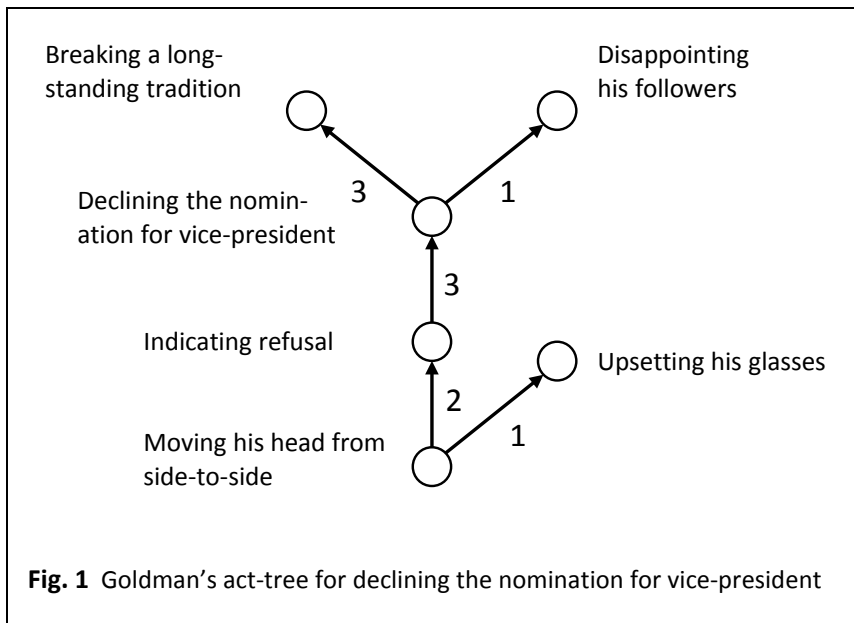 Breaking a long-
standing tradition
Disappointing
his followers
3
1
Declining the nomin-
ation for vice-president
3
Indicating refusal
Upsetting his glasses
2
1
Moving his head from
side-to-side
Fig. 1 Goldman's act-tree for declining the nomination for vice-president